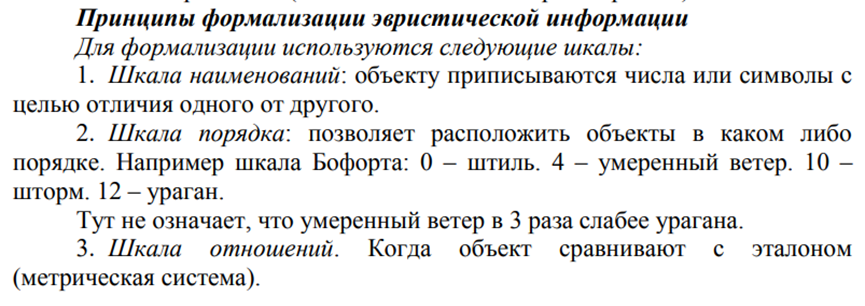 Принципы формализации эвристической информации
Для формализации используются следующие шкалы:
1. Шкала наименований: объекту приписываются числа или символы с
целью отличия одного от другого.
2. Шкала порядка: позволяет расположить объекты в каком либо
порядке. Например шкала Бофорта: 0 – штиль. 4 – умеренный ветер. 10 –
шторм. 12 – ураган.
Тут не означает, что умеренный ветер в 3 раза слабее урагана.
3. Шкала отношений. Когда объект сравнивают с эталоном
(метрическая система).